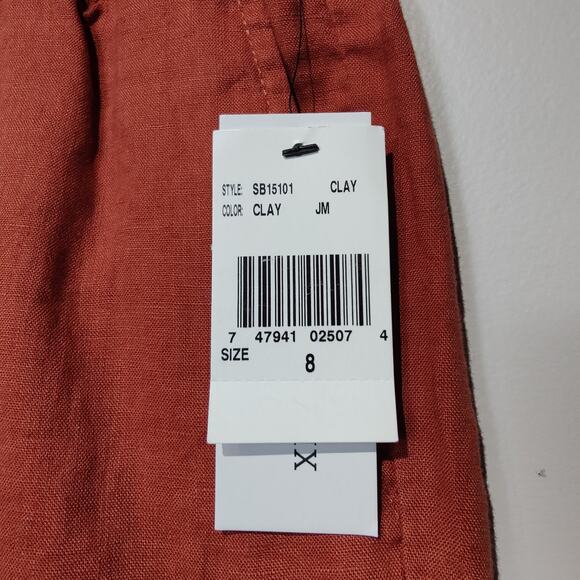 STYLE: SB15101 CLAY
COLOR: CLAY JM
7 47941 02507 4
SIZE 8